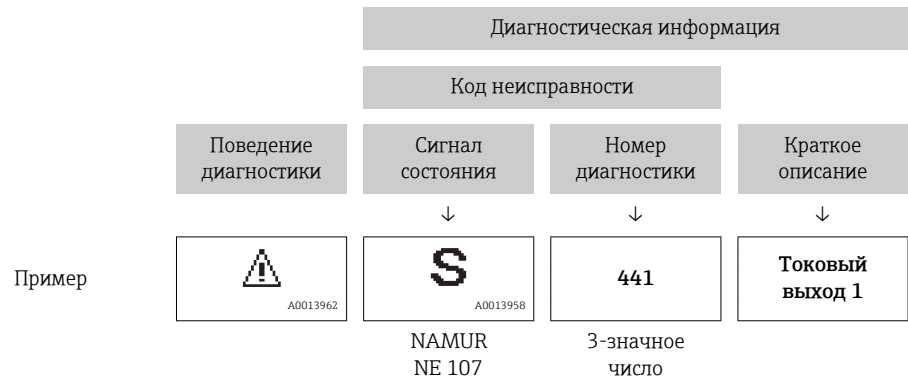 Диагностическая информация
Код неисправности
Поведение
диагностики
Сигнал
состояния
Номер
диагностики
Краткое
описание
↓ ↓ ↓
Пример
A0013962
S
A0013958
441
Токовый
выход 1
NAMUR
NE 107
3-значное
число